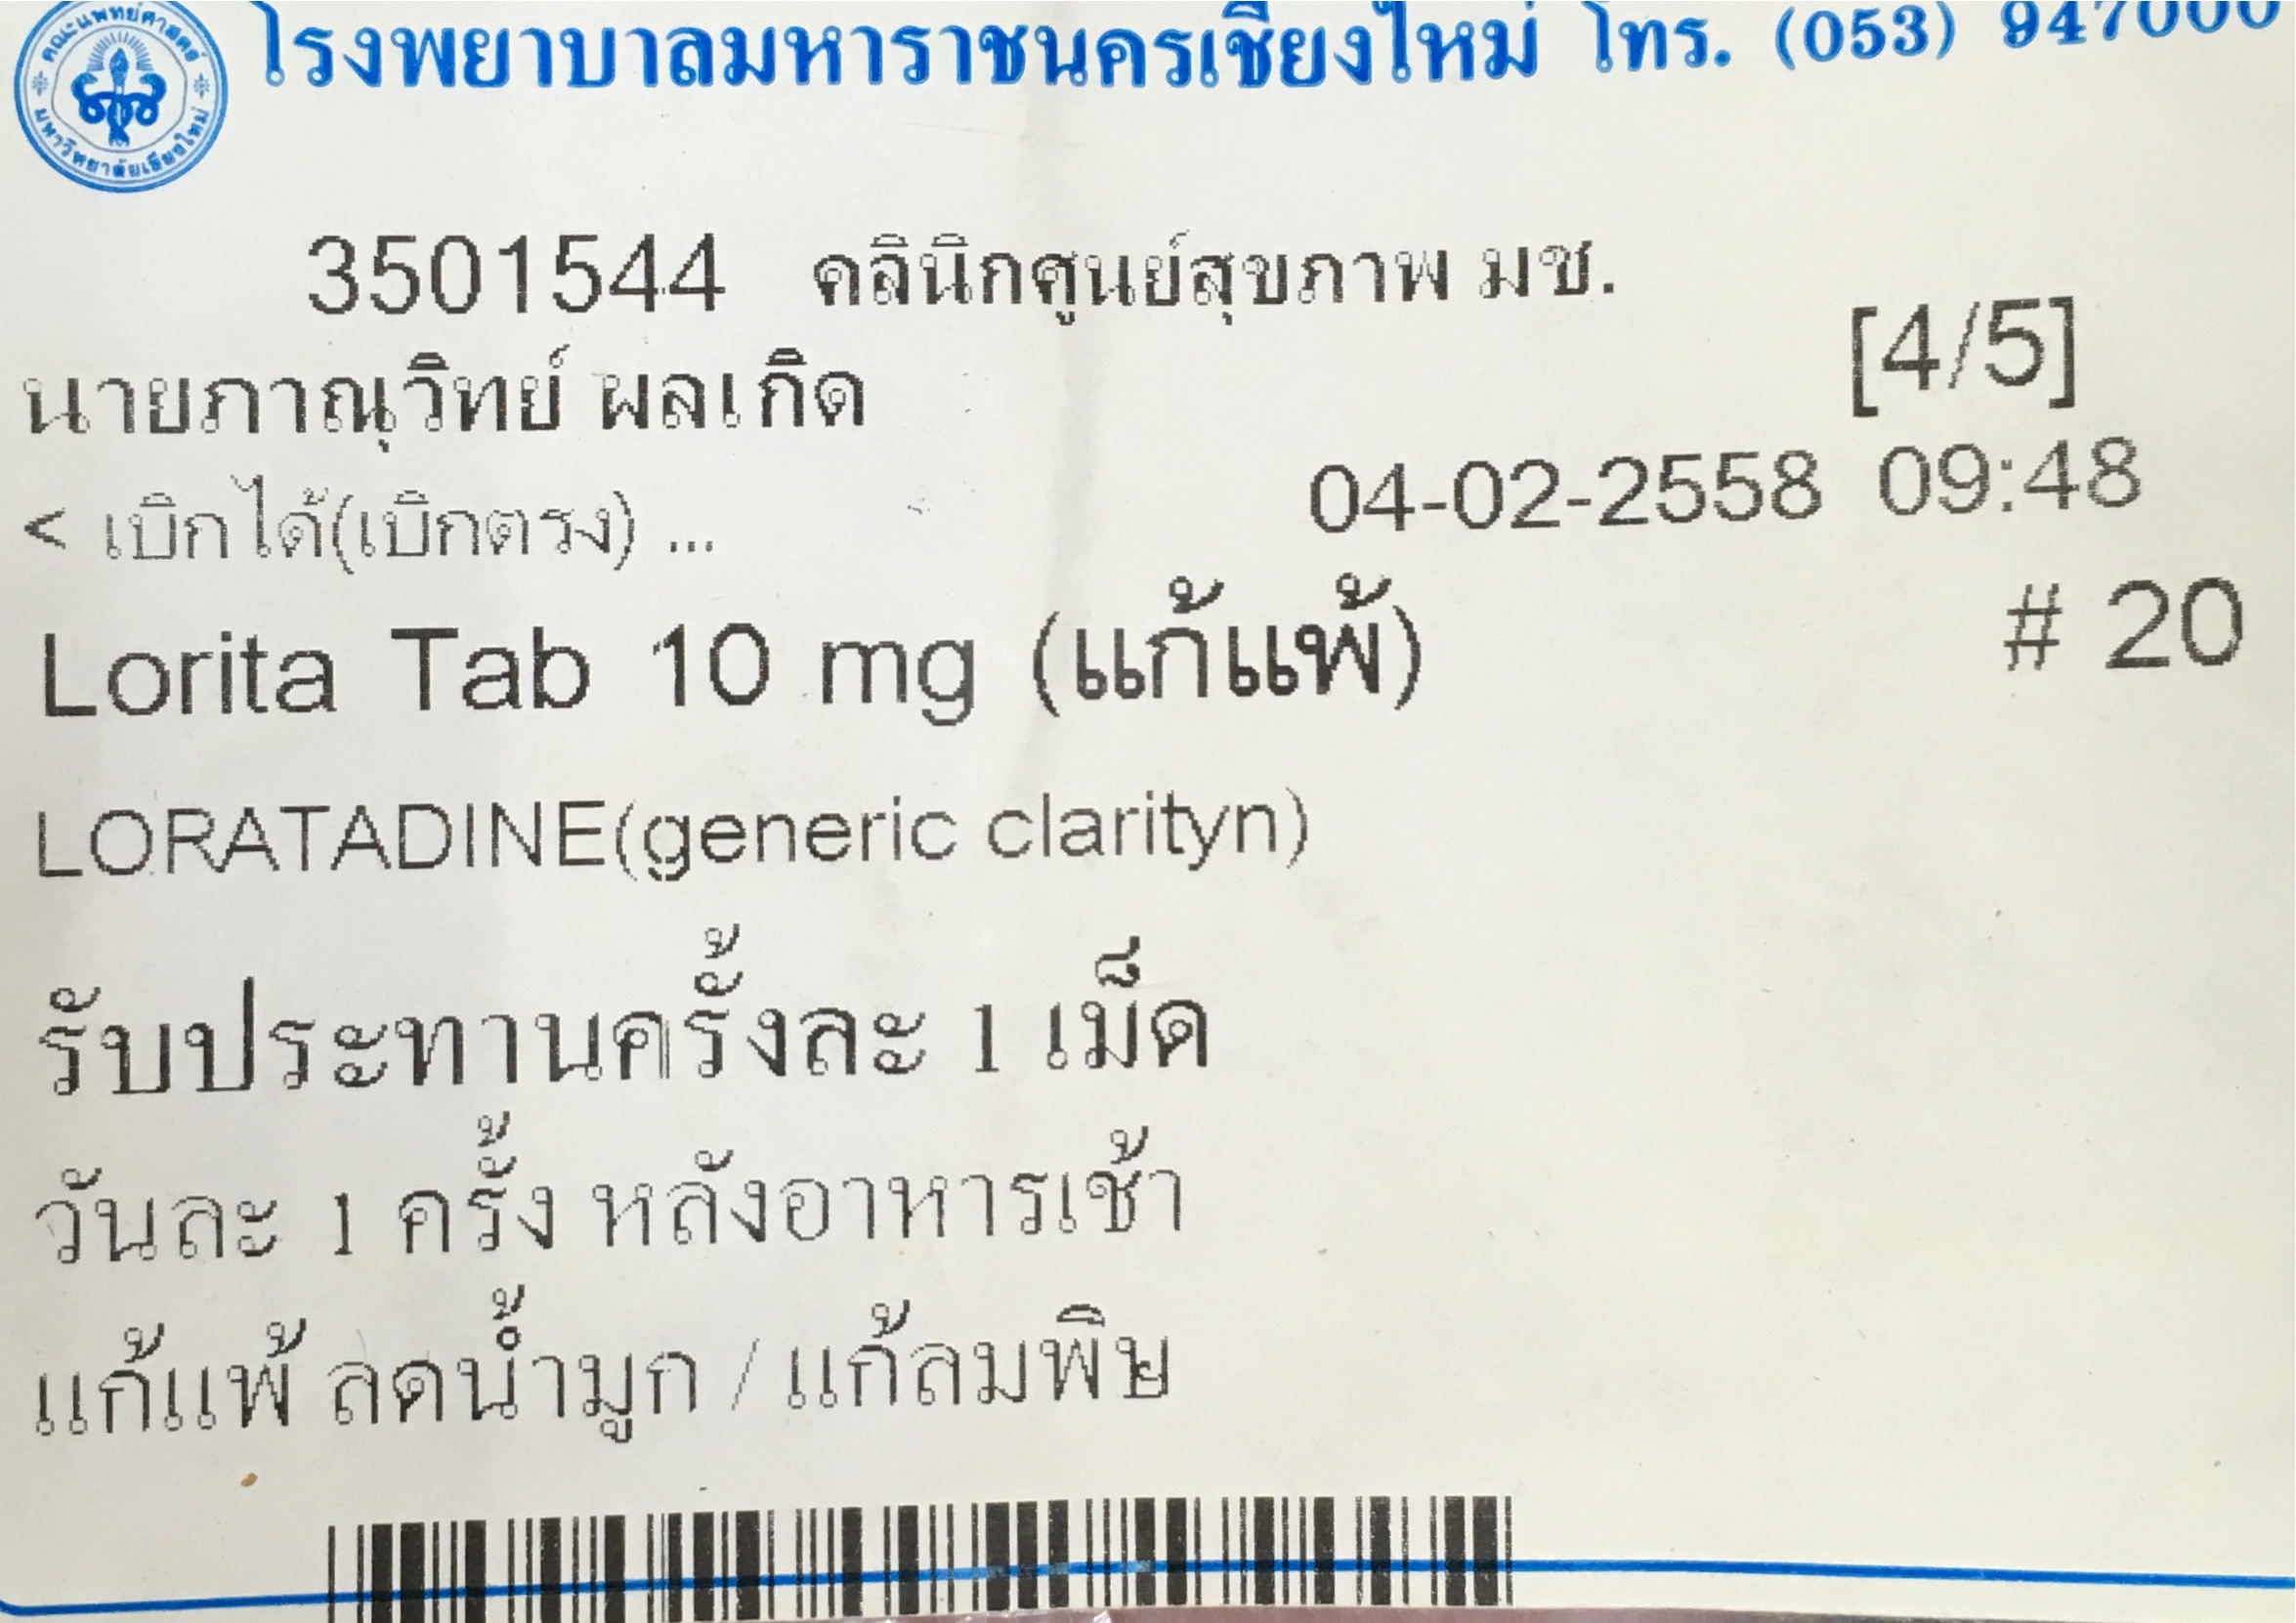 คณะแพทยศาสตร์
มหาวิทยาลัยเชียงใหม่
โรงพยาบาลมหาราชนครเชียงใหม่ โทร. (053) 947000
3501544 คลินิกศูนย์สุขภาพ มช.
[4/5]
นายภาณุวิทย์ ผลเกิด
< เบิกได้(เบิกตรง) ... 04-02-2558 09:48
Lorita Tab 10 mg (แก้แพ้) # 20
LORATADINE(generic clarityn)
รับประทานครั้งละ 1 เม็ด
วันละ 1 ครั้ง หลังอาหารเช้า
แก้แพ้ ลดน้ำมูก / แก้ลมพิษ